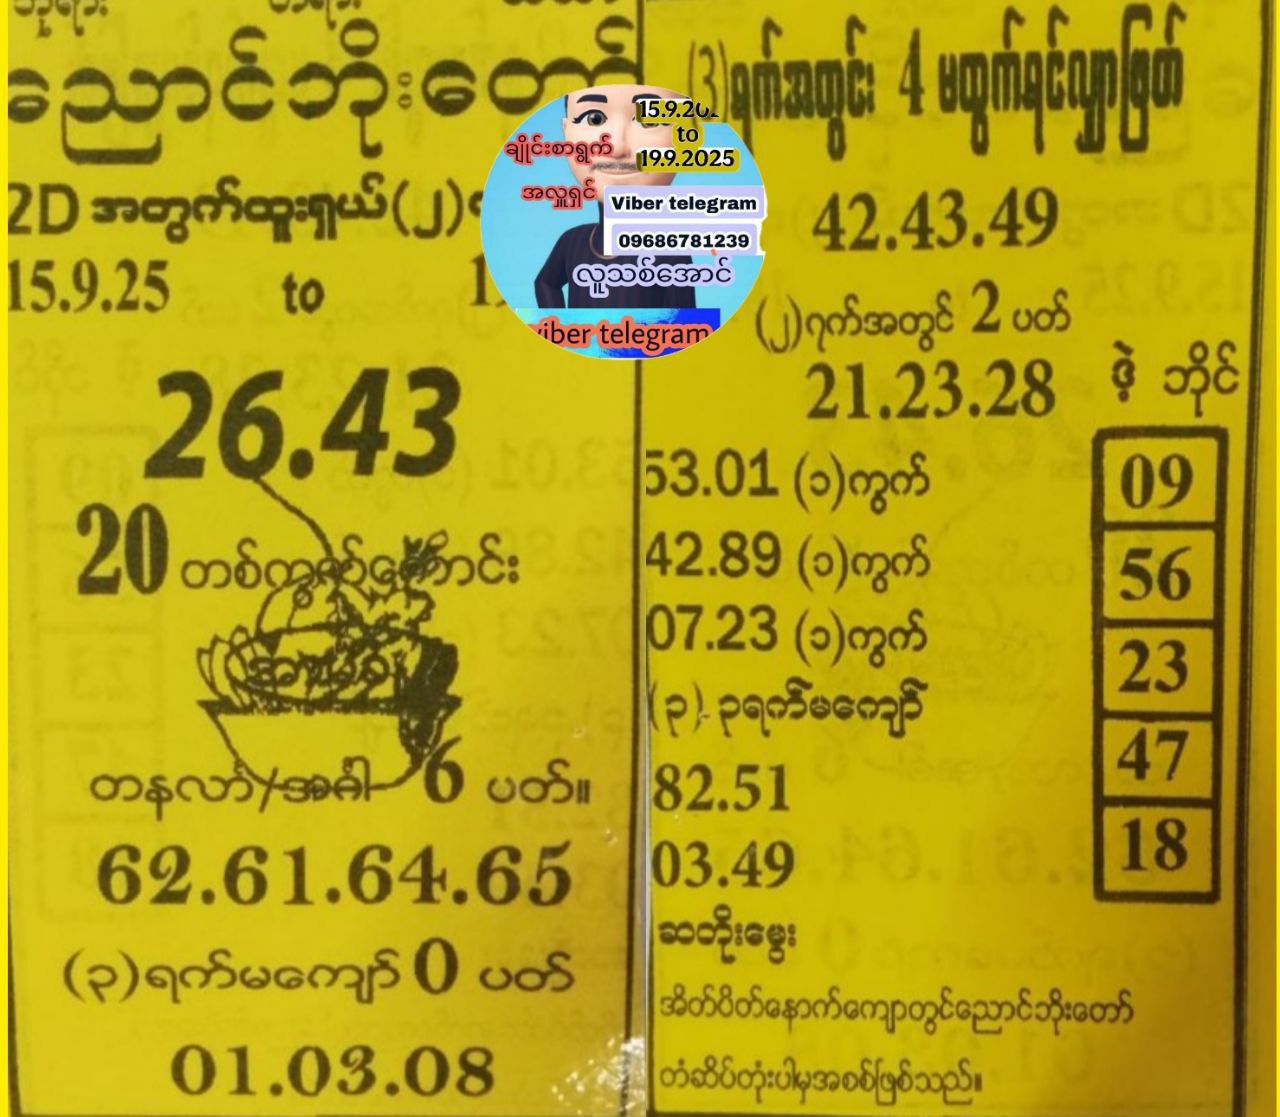 ညောင်ဘိုးတော်
2D အတွက်ထူးရှယ်(၂)
15.9.25 to 1
26.43
20 တစ်ကွက်ကောင်း
တနင်္လာ/အင်္ဂါ 6 ပတ်။
62.61.64.65
(၃)ရက်မကျော် 0 ပတ်
01.03.08
15.9.202
to
19.9.2025
ချိုင်းစာရွက်
အလှူရှင်
Viber telegram
09686781239
လူသစ်အောင်
viber telegram
(3)ရက်အတွင်း 4 မထွက်ရင်လျှာဖြတ်
42.43.49
(၂)ရက်အတွင် 2 ပတ်
21.23.28
ဒဲ့ ဘိုင်
53.01 (၁)ကွက်
42.89 (၁)ကွက်
07.23 (၁)ကွက်
(၃)-၃ရက်မကျော်
82.51
03.49
09
56
23
47
18
ဆတိုးမွေး
အိတ်ပိတ်နောက်ကျောတွင်ညောင်ဘိုးတော်
တံဆိပ်တုံးပါမှအစစ်ဖြစ်သည်။